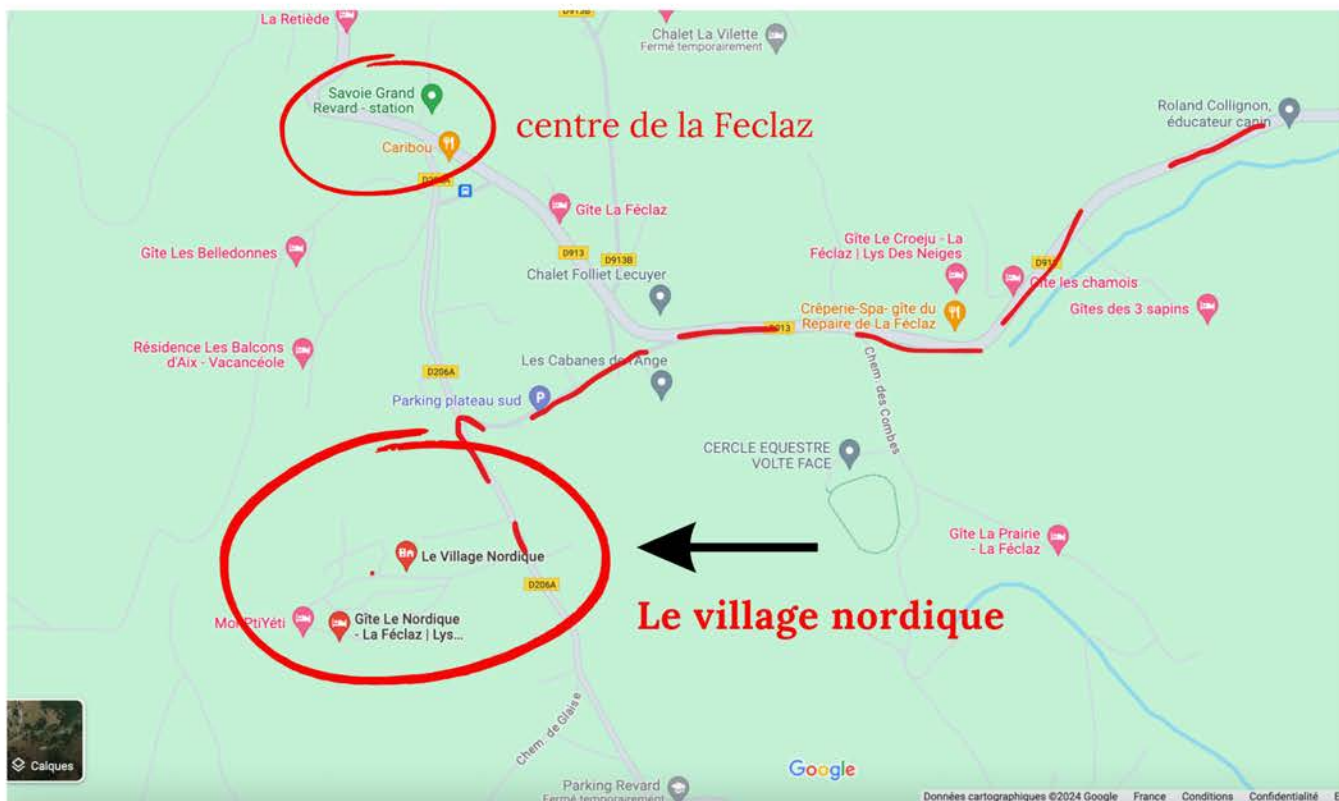 D913B
La Retiède
Chalet La Vilette
Fermé temporairement
Savoie Grand
Revard - station
centre de la Feclaz
Roland Collignon,
éducateur canin
Caribou
Gîte La Féclaz
Gîte Les Belledonnes
D913
D913B
Gîte Le Croeju - La
Féclaz | Lys Des Neiges
Chalet Folliet Lecuyer
Gîte les chamois
Gîtes des 3 sapins
Crêperie-Spa- gîte du
Repaire de La Féclaz
D913
Résidence Les Balcons
d'Aix - Vacancéole
Les Cabanes de l'Ange
D206A
Parking plateau sud
P
Chem. des Combes
CERCLE EQUESTRE
VOLTE FACE
Gîte La Prairie
- La Féclaz
Le Village Nordique
D206A
Le village nordique
Gîte Le Nordique
- La Féclaz | Lys...
Chem. de Glaise
Calques
Google
Parking Revard
Fermé temporairement
Données cartographiques ©2024 Google France Conditions Confidentialité